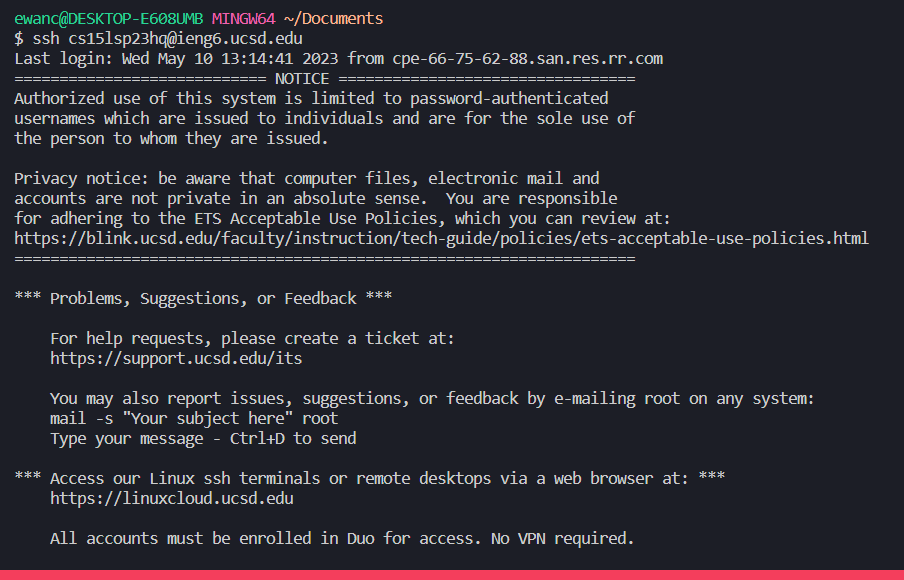 ewanc@DESKTOP-E608UMB MINGW64 ~/Documents
$ ssh cs15lsp23hq@ieng6.ucsd.edu
Last login: Wed May 10 13:14:41 2023 from cpe-66-75-62-88.san.res.rr.com
============================ NOTICE =================================
Authorized use of this system is limited to password-authenticated
usernames which are issued to individuals and are for the sole use of
the person to whom they are issued.

Privacy notice: be aware that computer files, electronic mail and
accounts are not private in an absolute sense.  You are responsible
for adhering to the ETS Acceptable Use Policies, which you can review at:
https://blink.ucsd.edu/faculty/instruction/tech-guide/policies/ets-acceptable-use-policies.html
=====================================================================

*** Problems, Suggestions, or Feedback ***

    For help requests, please create a ticket at:
    https://support.ucsd.edu/its

    You may also report issues, suggestions, or feedback by e-mailing root on any system:
    mail -s "Your subject here" root
    Type your message - Ctrl+D to send

*** Access our Linux ssh terminals or remote desktops via a web browser at: ***
    https://linuxcloud.ucsd.edu

    All accounts must be enrolled in Duo for access. No VPN required.